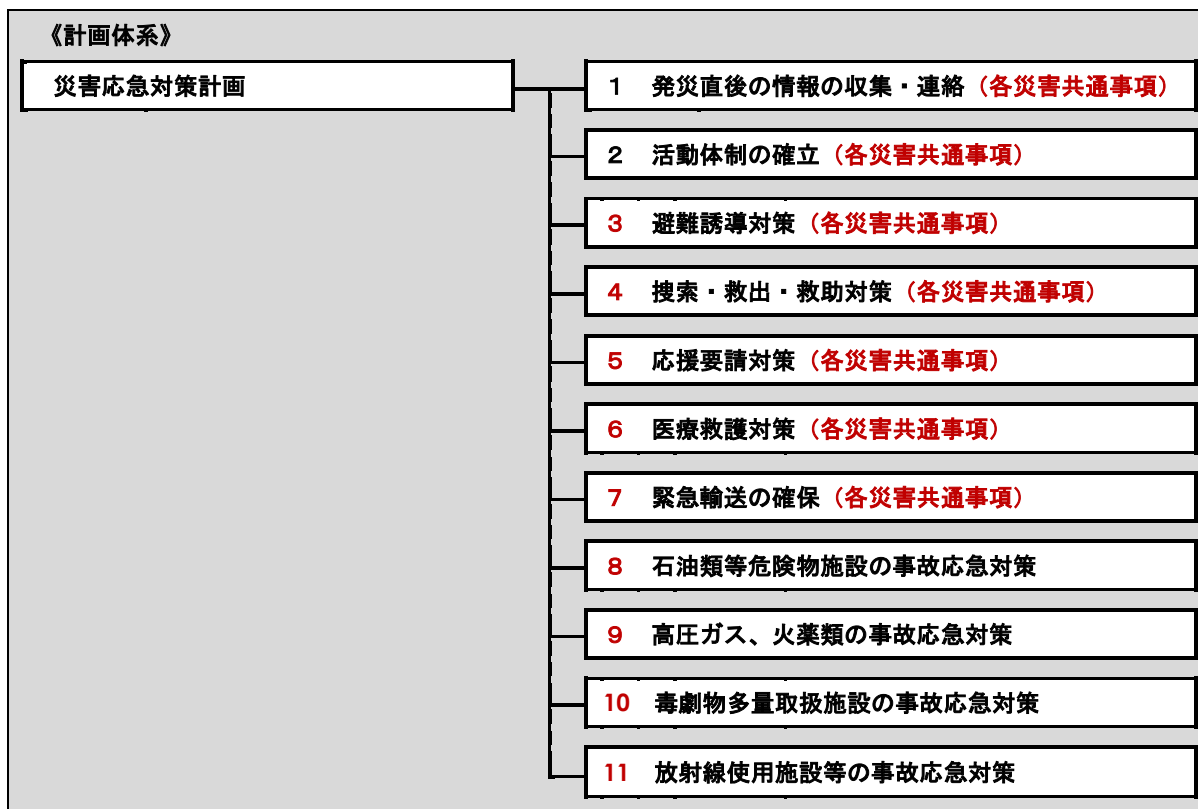 《計画体系》
災害応急対策計画
1 発災直後の情報の収集・連絡（各災害共通事項）
2 活動体制の確立（各災害共通事項）
3 避難誘導対策（各災害共通事項）
4 捜索・救出・救助対策（各災害共通事項）
5 応援要請対策（各災害共通事項）
6 医療救護対策（各災害共通事項）
7 緊急輸送の確保（各災害共通事項）
8 石油類等危険物施設の事故応急対策
9 高圧ガス、火薬類の事故応急対策
10 毒劇物多量取扱施設の事故応急対策
11 放射線使用施設等の事故応急対策